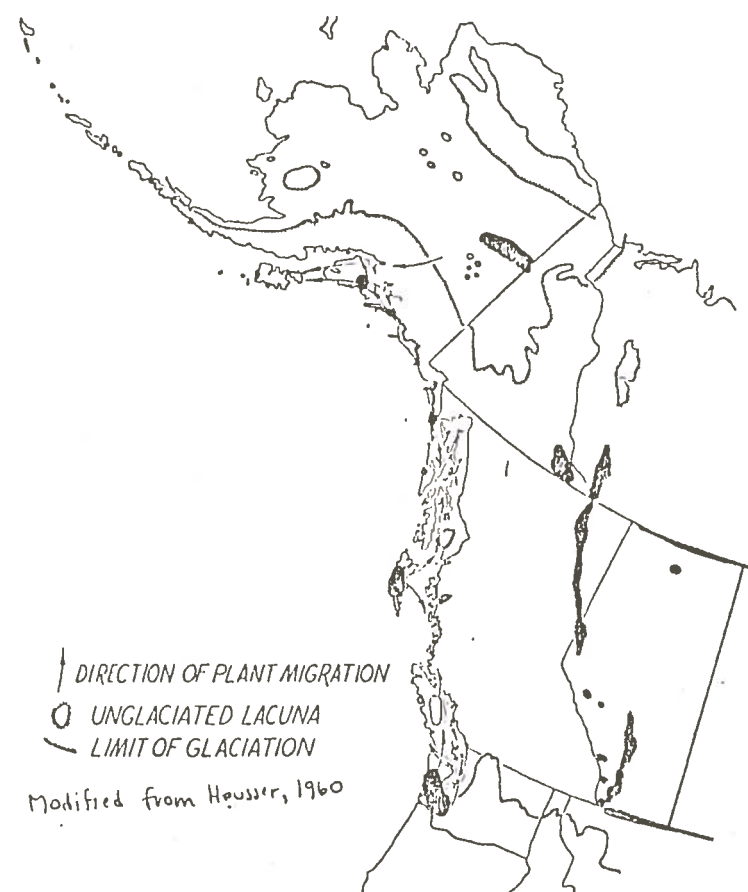 DIRECTION OF PLANT MIGRATION
UNGLACIATED LACUNA
LIMIT OF GLACIATION
Modified from Heusser, 1960